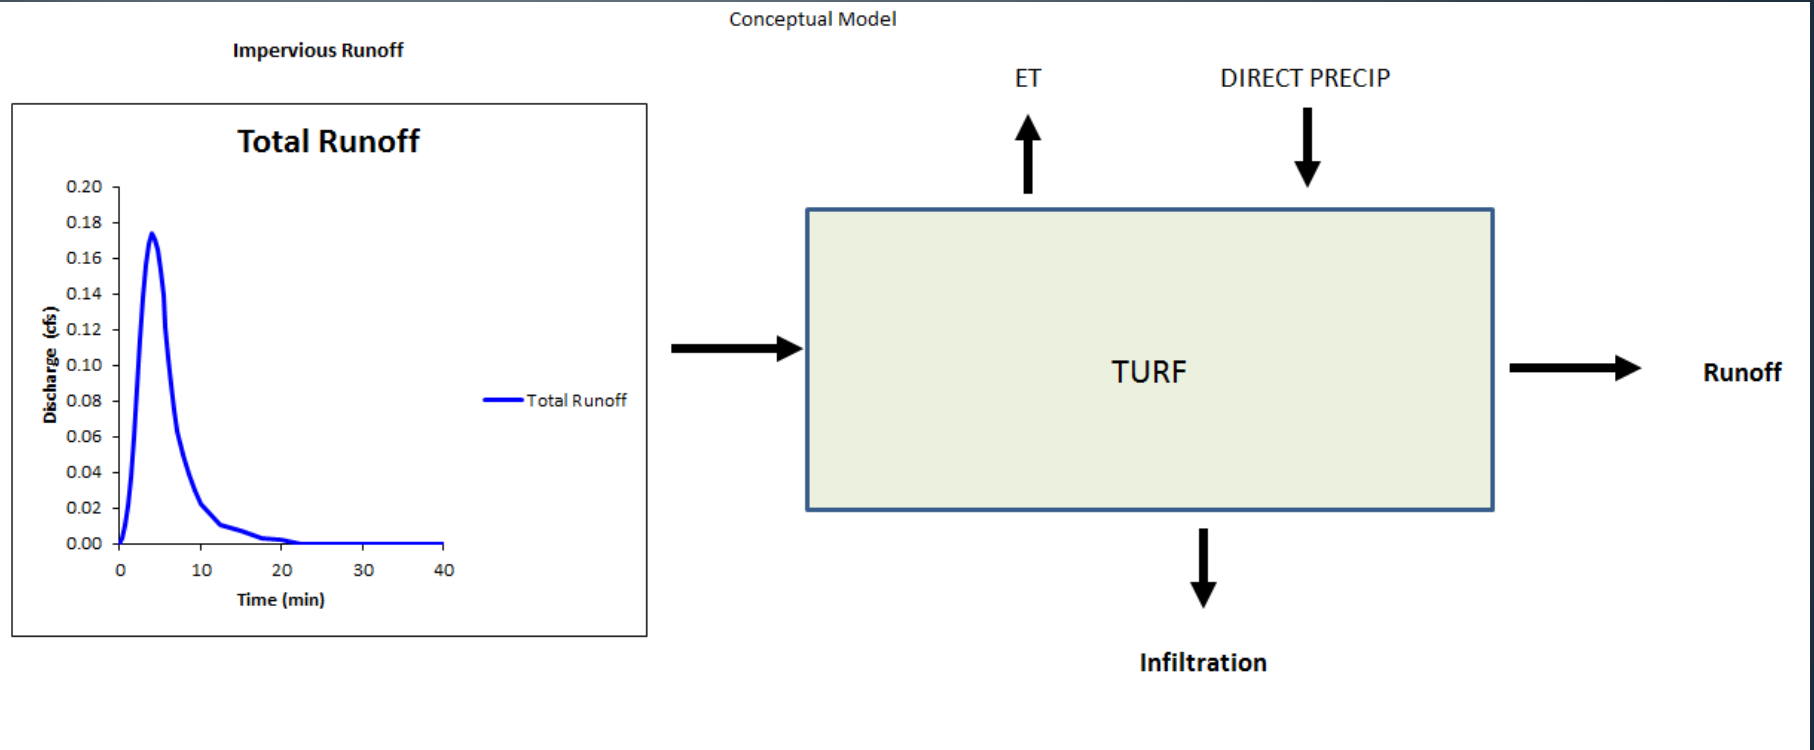 Conceptual Model
Impervious Runoff
ET
DIRECT PRECIP
Total Runoff
0.20
0.18
0.16
0.14
0.12
0.10
0.08
0.06
0.04
0.02
0.00
Discharge (cfs)
0 10 20 30 40
Time (min)
Total Runoff
TURF
Runoff
Infiltration